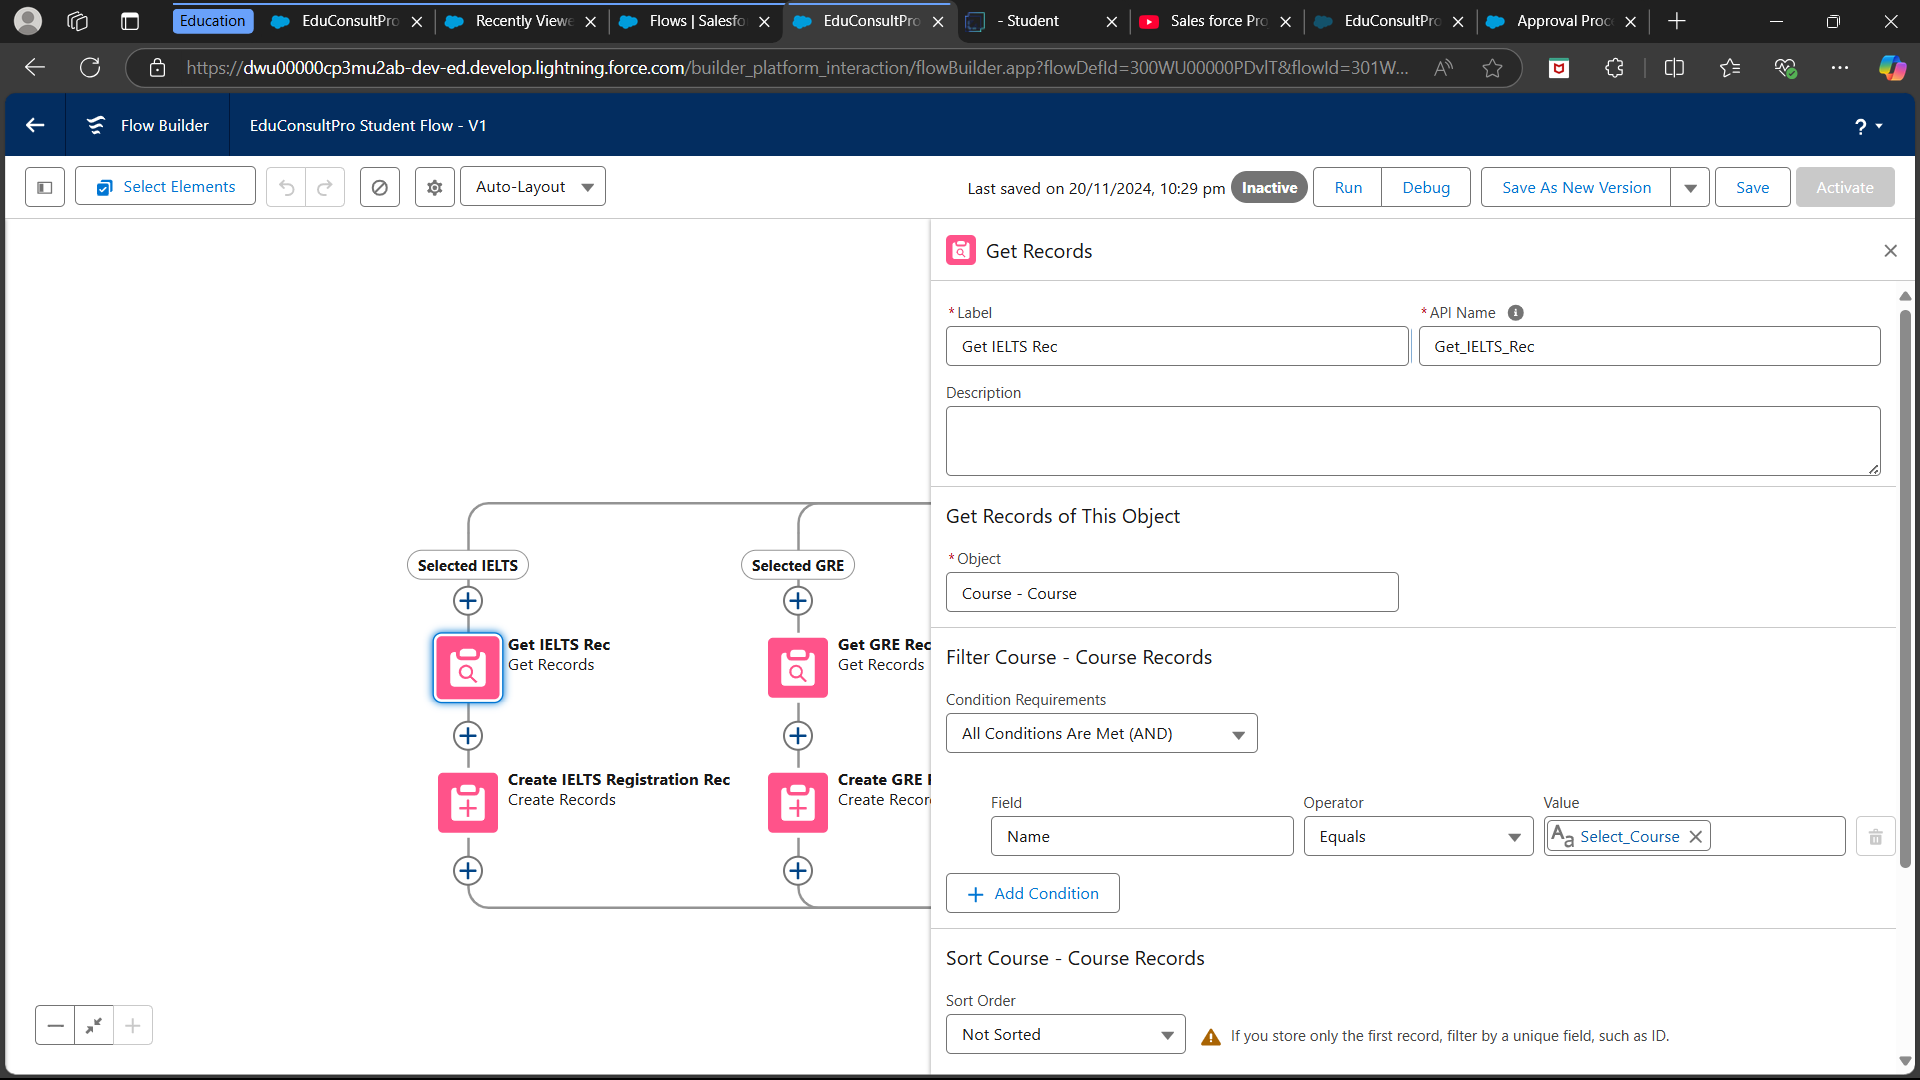 Education
EduConsultPro
Recently Viewe
Flows | Salesfo
EduConsultPro
- Student
Sales force Pro
EduConsultPro
Approval Proc
https://dwu00000cp3mu2ab-dev-ed.develop.lightning.force.com/builder_platform_interaction/flowBuilder.app?flowDefId=300WU00000PDvIT&flowId=301W...
Flow Builder
EduConsultPro Student Flow - V1
?
Select Elements
Auto-Layout
Last saved on 20/11/2024, 10:29 pm
Inactive
Run
Debug
Save As New Version
Save
Activate
Get Records
*Label
*API Name
Get IELTS Rec
Get_IELTS_Rec
Description
Get Records of This Object
*Object
Course - Course
Filter Course - Course Records
Condition Requirements
All Conditions Are Met (AND)
Field
Operator
Value
Name
Equals
Aa Select_Course
Add Condition
Sort Course - Course Records
Sort Order
Not Sorted
If you store only the first record, filter by a unique field, such as ID.
Selected IELTS
Selected GRE
Get IELTS Rec
Get Records
Get GRE Rec
Get Records
Create IELTS Registration Rec
Create Records
Create GRE
Create Recor